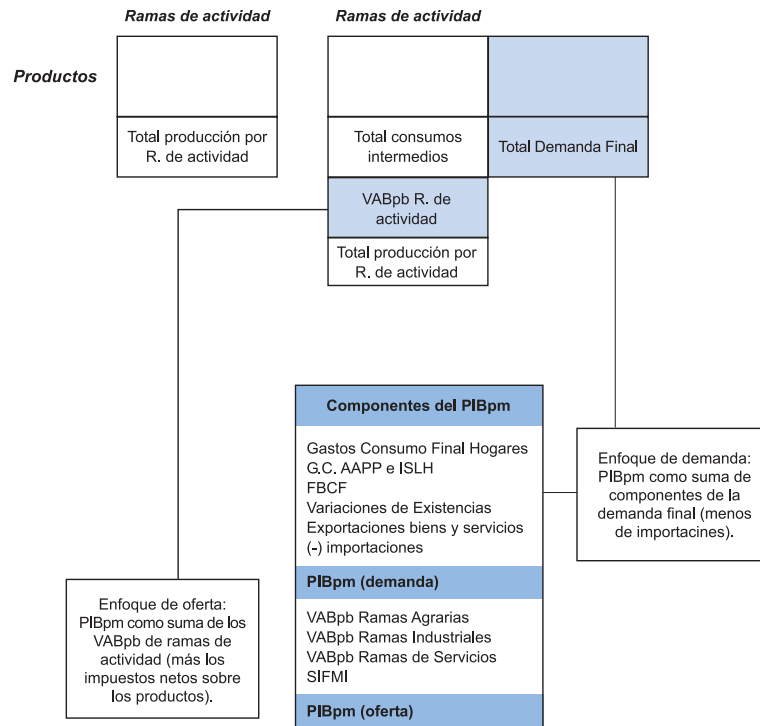 Ramas de actividad
Ramas de actividad
Productos
Total producción por
R. de actividad
Total consumos
intermedios
Total Demanda Final
VABpb R. de
actividad
Total producción por
R. de actividad
Componentes del PIBpm
Gastos Consumo Final Hogares
G.C. AAPP e ISLH
FBCF
Variaciones de Existencias
Exportaciones biens y servicios
(-) importaciones
PIBpm (demanda)
VABpb Ramas Agrarias
VABpb Ramas Industriales
VABpb Ramas de Servicios
SIFMI
PIBpm (oferta)
Enfoque de demanda:
PIBpm como suma de
componentes de la
demanda final (menos
de importacines).
Enfoque de oferta:
PIBpm como suma de los
VABpb de ramas de
actividad (más los
impuestos netos sobre
los productos).